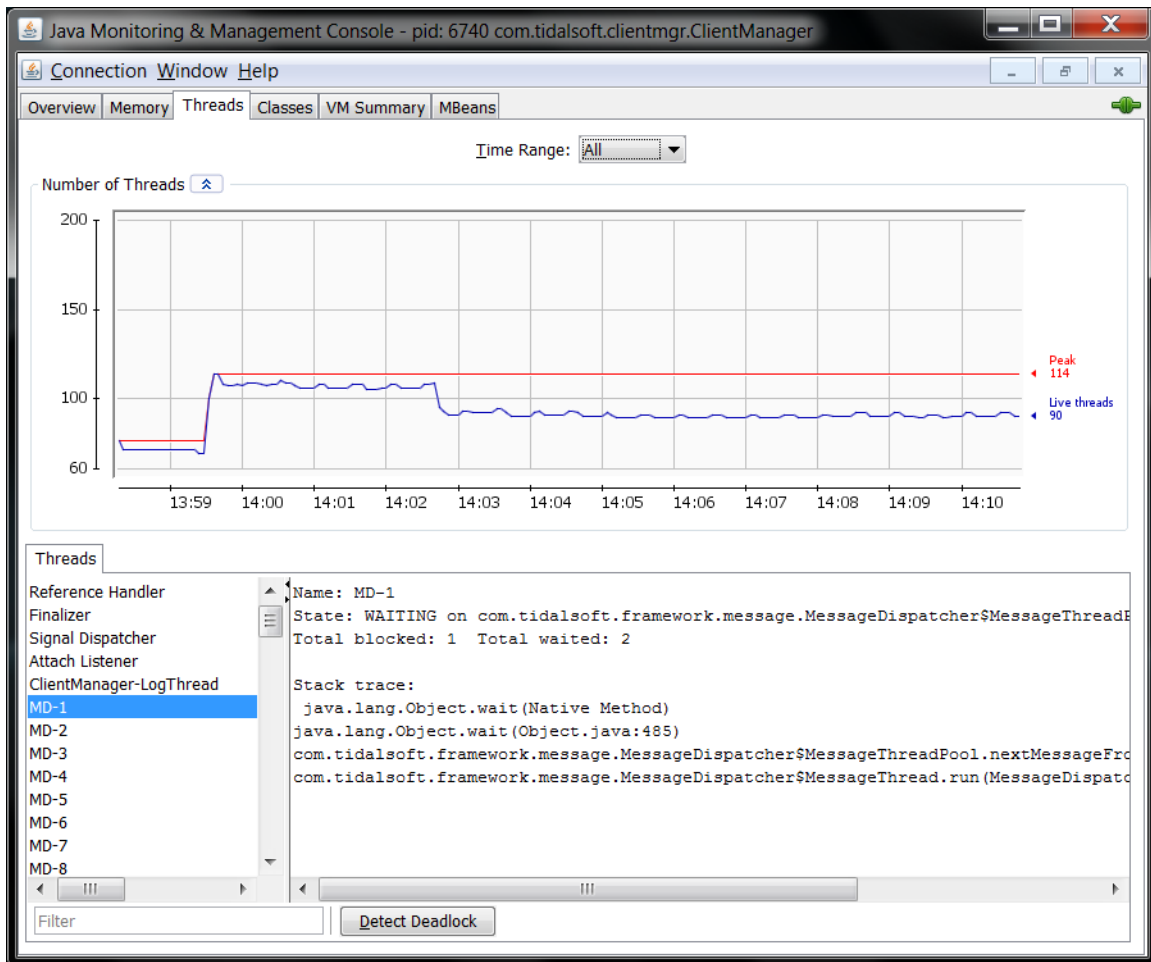 Java Monitoring & Management Console - pid: 6740 com.tidalsoft.clientmgr.ClientManager
Connection Window Help
Overview Memory Threads Classes VM Summary MBeans
Time Range: All
Number of Threads
200
150
100
60
Peak
114
Live threads
90
13:59 14:00 14:01 14:02 14:03 14:04 14:05 14:06 14:07 14:08 14:09 14:10
Threads
Reference Handler
Finalizer
Signal Dispatcher
Attach Listener
ClientManager-LogThread
MD-1
MD-2
MD-3
MD-4
MD-5
MD-6
MD-7
MD-8
Name: MD-1
State: WAITING on com.tidalsoft.framework.message.MessageDispatcher$MessageThreadP
Total blocked: 1 Total waited: 2
Stack trace:
java.lang.Object.wait(Native Method)
java.lang.Object.wait(Object.java:485)
com.tidalsoft.framework.message.MessageDispatcher$MessageThreadPool.nextMessageFro
com.tidalsoft.framework.message.MessageDispatcher$MessageThread.run(MessageDispatc
Filter
Detect Deadlock